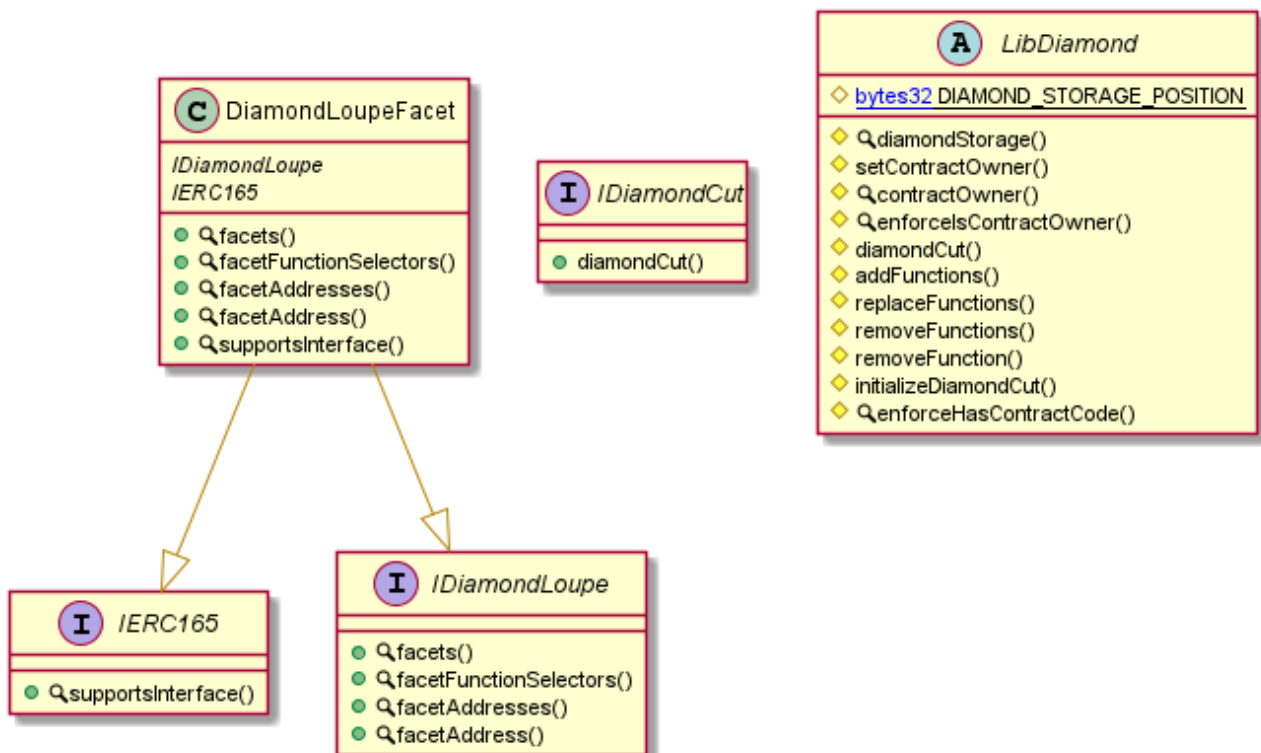 C DiamondLoupeFacet
IDiamondLoupe
IERC165
facets()
facetFunctionSelectors()
facetAddresses()
facetAddress()
supportsInterface()
I IDiamondCut
diamondCut()
A LibDiamond
bytes32 DIAMOND_STORAGE_POSITION
diamondStorage()
setContractOwner()
contractOwner()
enforceIsContractOwner()
diamondCut()
addFunctions()
replaceFunctions()
removeFunctions()
removeFunction()
initializeDiamondCut()
enforceHasContractCode()
I IERC165
supportsInterface()
I IDiamondLoupe
facets()
facetFunctionSelectors()
facetAddresses()
facetAddress()